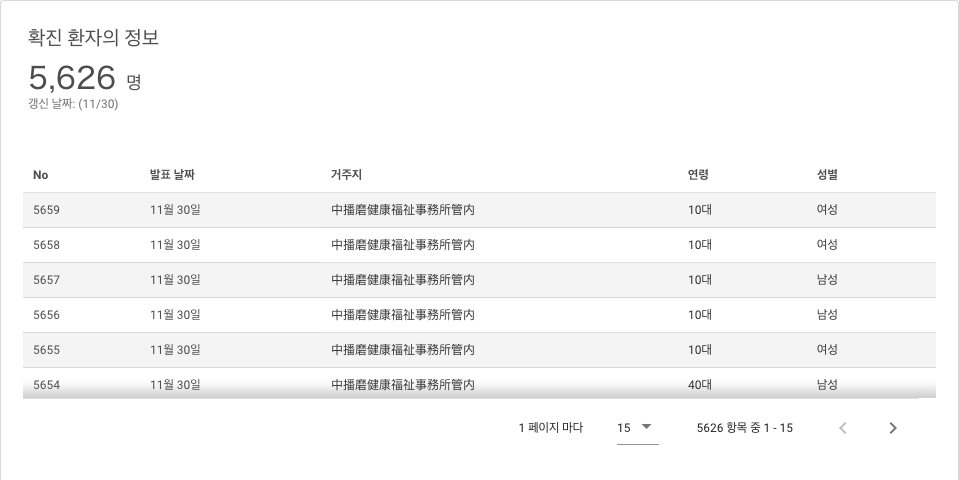 확진 환자의 정보
5,626 명
갱신 날짜: (11/30)
No 발표 날짜 거주지 연령 성별
5659 11월 30일 中播磨健康福祉事務所管内 10대 여성
5658 11월 30일 中播磨健康福祉事務所管内 10대 여성
5657 11월 30일 中播磨健康福祉事務所管内 10대 남성
5656 11월 30일 中播磨健康福祉事務所管内 10대 남성
5655 11월 30일 中播磨健康福祉事務所管内 10대 여성
5654 11월 30일 中播磨健康福祉事務所管内 40대 남성
1 페이지 마다 15 5626 항목 중 1 - 15